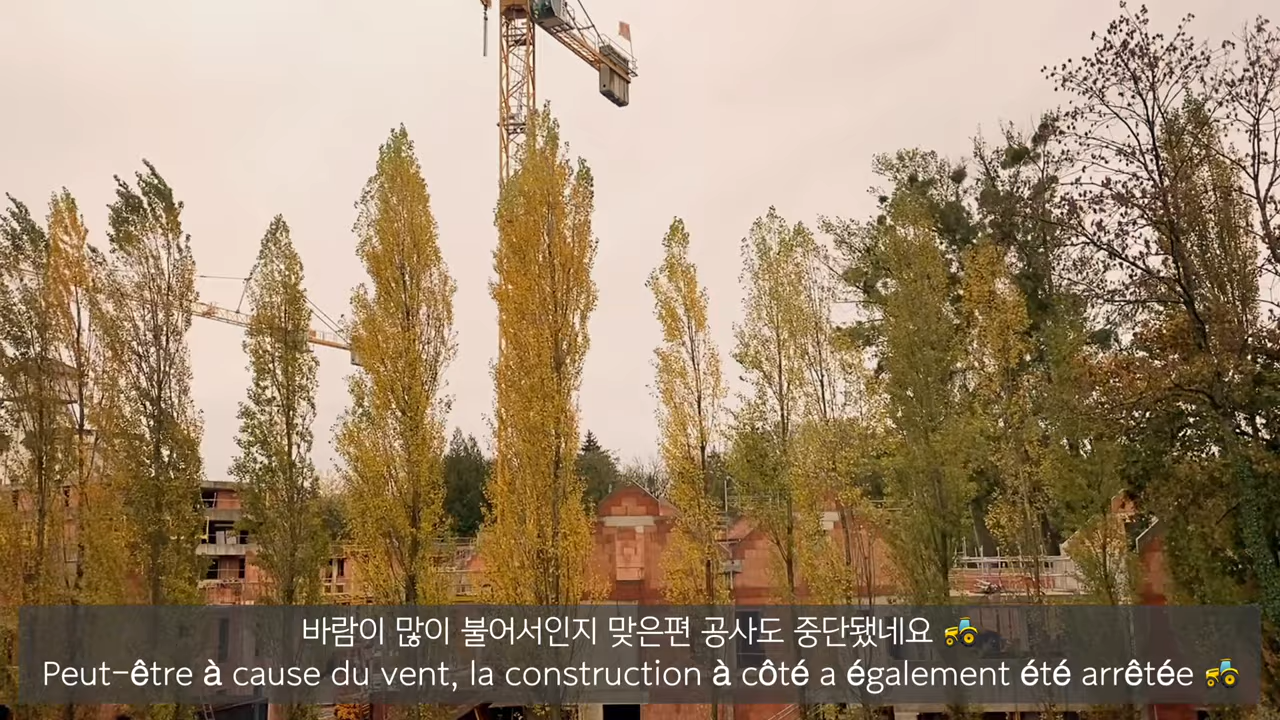 바람이 많이 불어서인지 맞은편 공사도 중단됐네요 🚜
Peut-être à cause du vent, la construction à côté a également été arrêtée 🚜